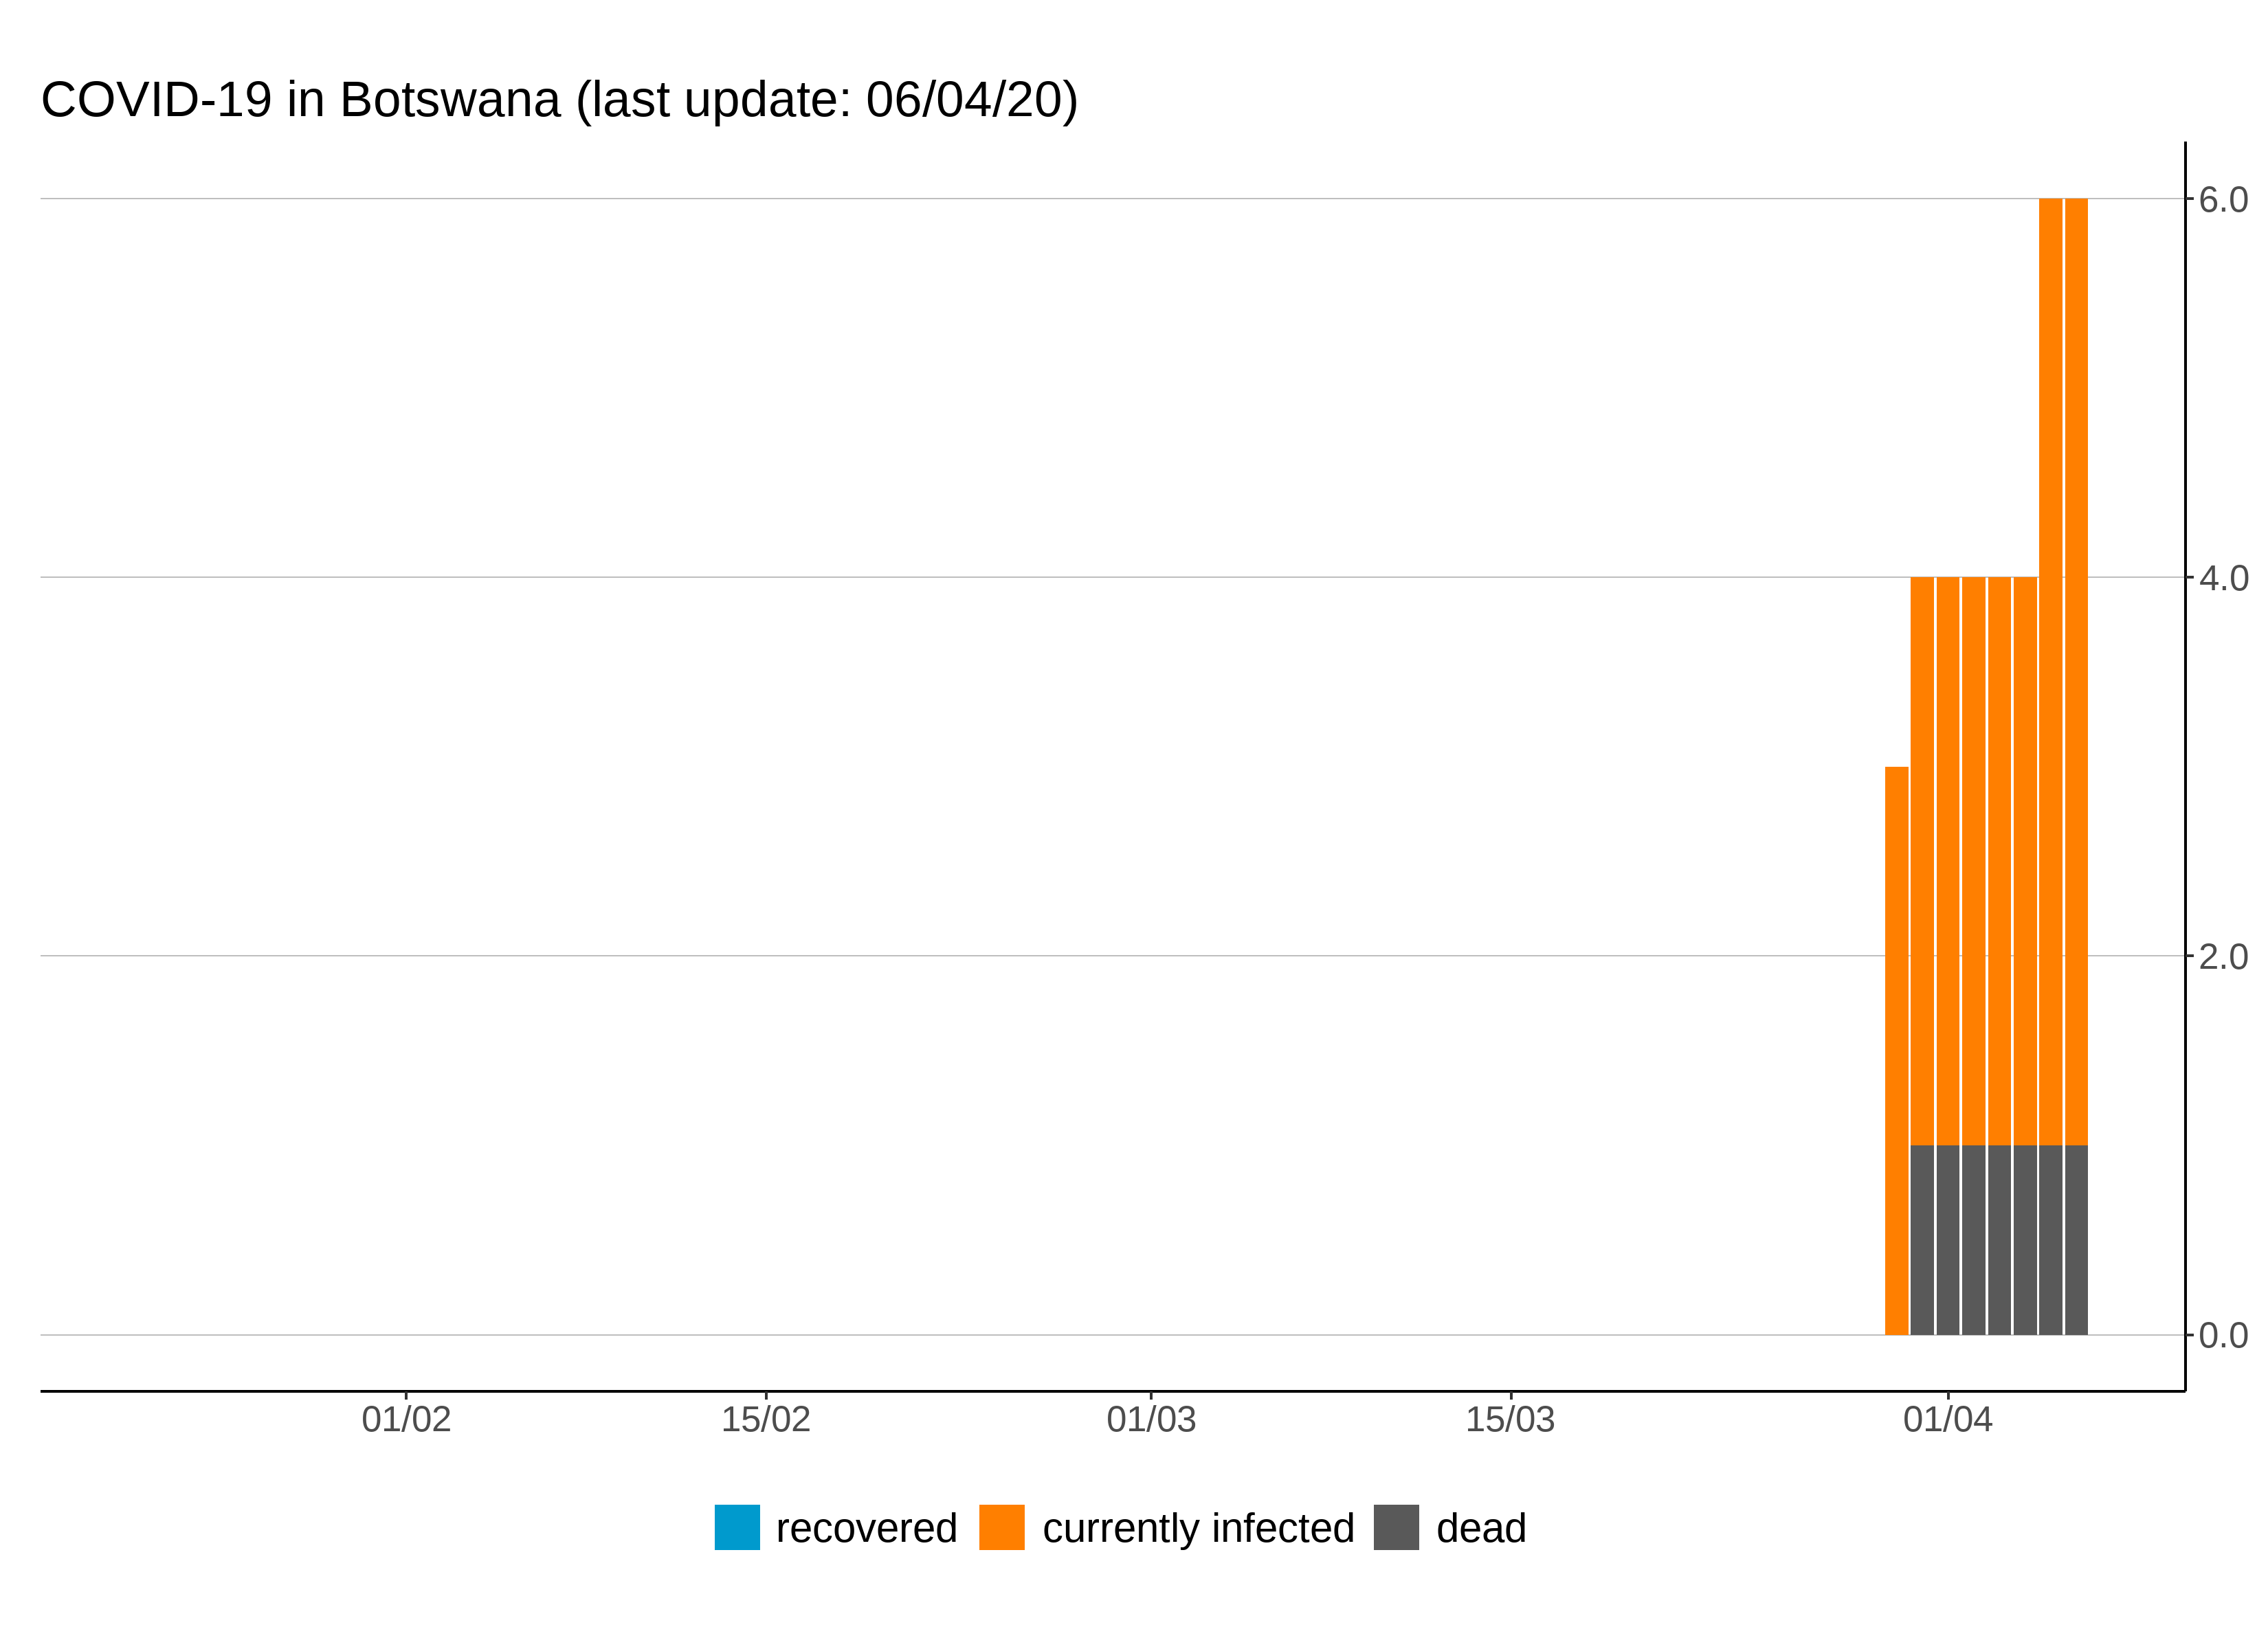 COVID-19 in Botswana (last update: 06/04/20)
6.0
4.0
2.0
0.0
01/02 15/02 01/03 15/03 01/04
recovered currently infected dead